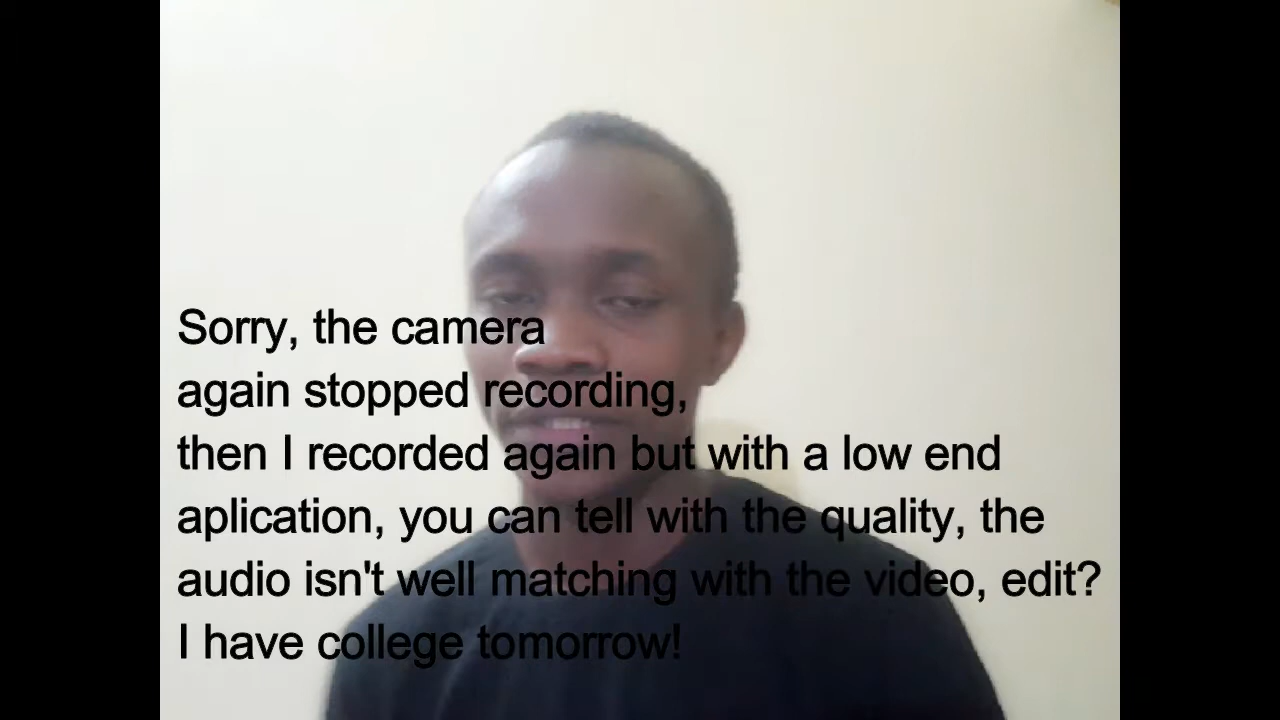 Sorry, the camera
again stopped recording,
then I recorded again but with a low end
aplication, you can tell with the quality, the
audio isn't well matching with the video, edit?
I have college tomorrow!